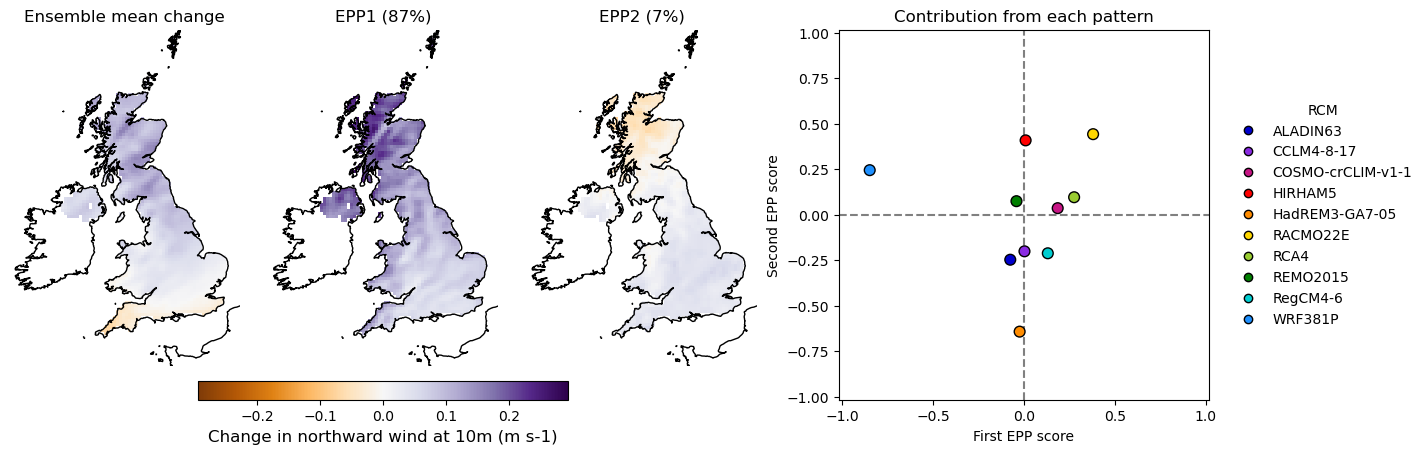 Ensemble mean change
EPP1 (87%)
EPP2 (7%)
Contribution from each pattern
−0.2
−0.1
0.0
0.1
0.2
Change in northward wind at 10m (m s-1)
Second EPP score
1.00
0.75
0.50
0.25
0.00
−0.25
−0.50
−0.75
−1.00
−1.0
−0.5
0.0
0.5
1.0
First EPP score
RCM
ALADIN63
CCLM4-8-17
COSMO-crCLIM-v1-1
HIRHAM5
HadREM3-GA7-05
RACMO22E
RCA4
REMO2015
RegCM4-6
WRF381P